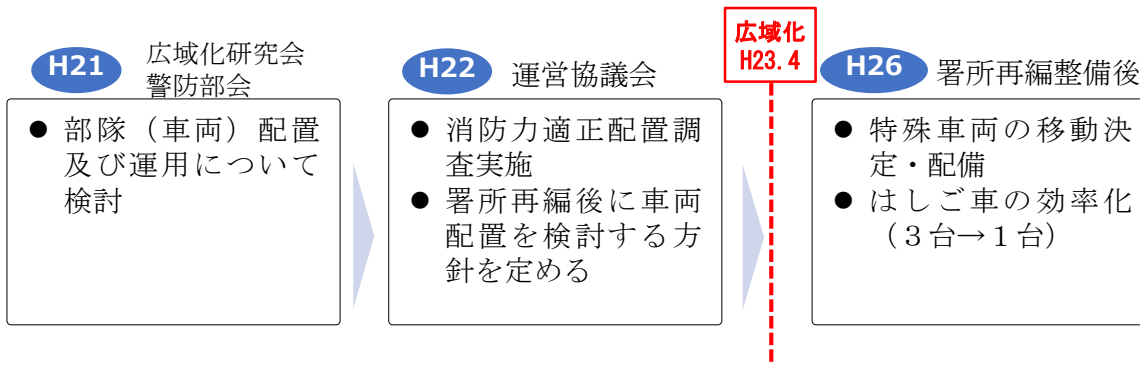 H21
広域化研究会
警防部会
● 部隊（車両）配置
及び運用について
検討
H22
運営協議会
● 消防力適正配置調
査実施
● 署所再編後に車両
配置を検討する方
針を定める
広域化
H23.4
H26
署所再編整備後
● 特殊車両の移動決
定・配備
● はしご車の効率化
（３台→１台）